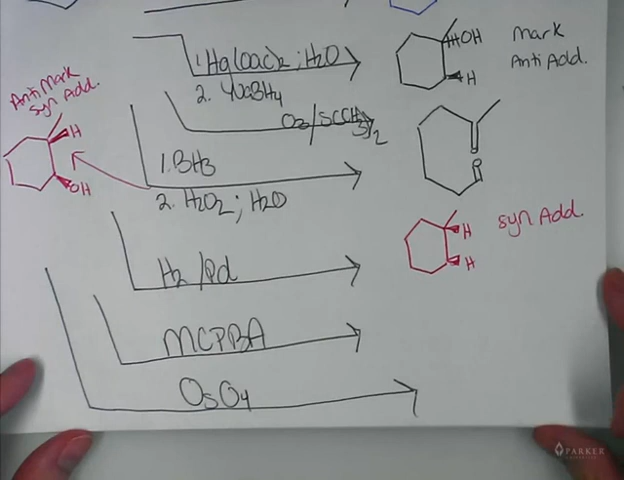 1. Hg(OAc)2 ; H2O
2. NaBH4
OH
H
Mark
Anti Add.
Anti Mark
Syn Add.
H
OH
O3/S(CH3)2
O
O
1. BH3
2. H2O2 ; H2O
H2/Pd
H
H
Syn Add.
MCPBA
OsO4
PARKER